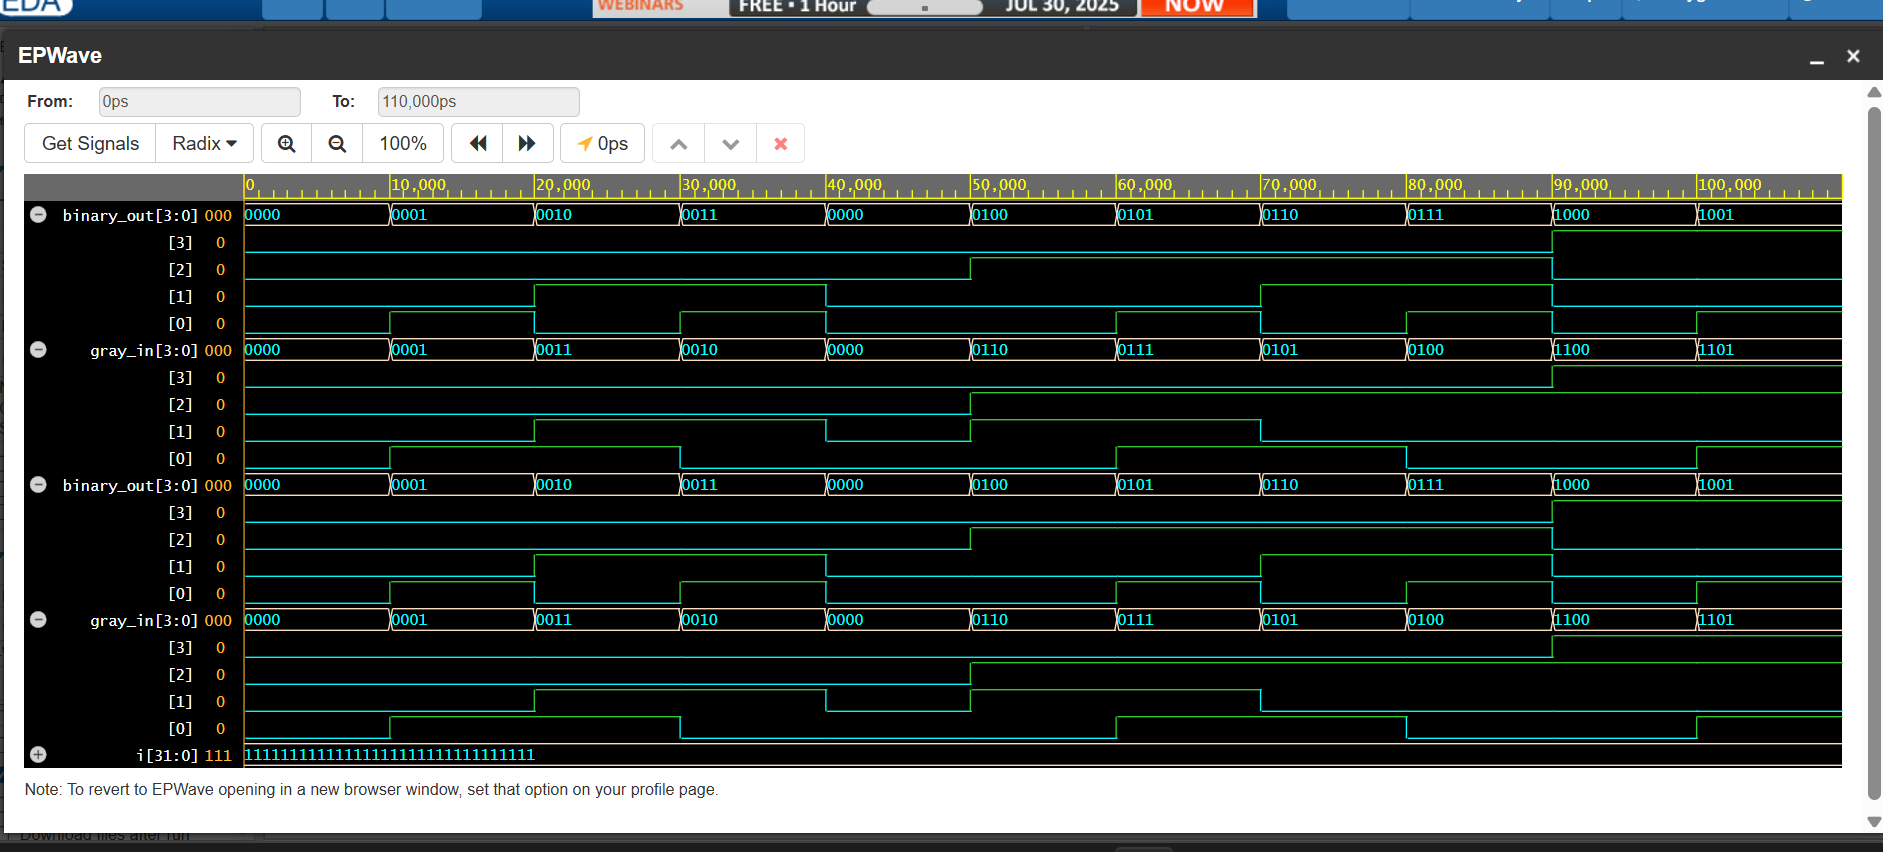 EDA
WEBINARS FREE • 1 Hour JUL 30, 2025 NOW
EPWave
From: 0ps To: 110,000ps
Get Signals Radix 100% 0ps
0 10,000 20,000 30,000 40,000 50,000 60,000 70,000 80,000 90,000 100,000
binary_out[3:0] 000 0000 0001 0010 0011 0000 0100 0101 0110 0111 1000 1001
[3] 0
[2] 0
[1] 0
[0] 0
gray_in[3:0] 000 0000 0001 0011 0010 0000 0110 0111 0101 0100 1100 1101
[3] 0
[2] 0
[1] 0
[0] 0
binary_out[3:0] 000 0000 0001 0010 0011 0000 0100 0101 0110 0111 1000 1001
[3] 0
[2] 0
[1] 0
[0] 0
gray_in[3:0] 000 0000 0001 0011 0010 0000 0110 0111 0101 0100 1100 1101
[3] 0
[2] 0
[1] 0
[0] 0
i[31:0] 111 11111111111111111111111111111111
Note: To revert to EPWave opening in a new browser window, set that option on your profile page.
Download files after run